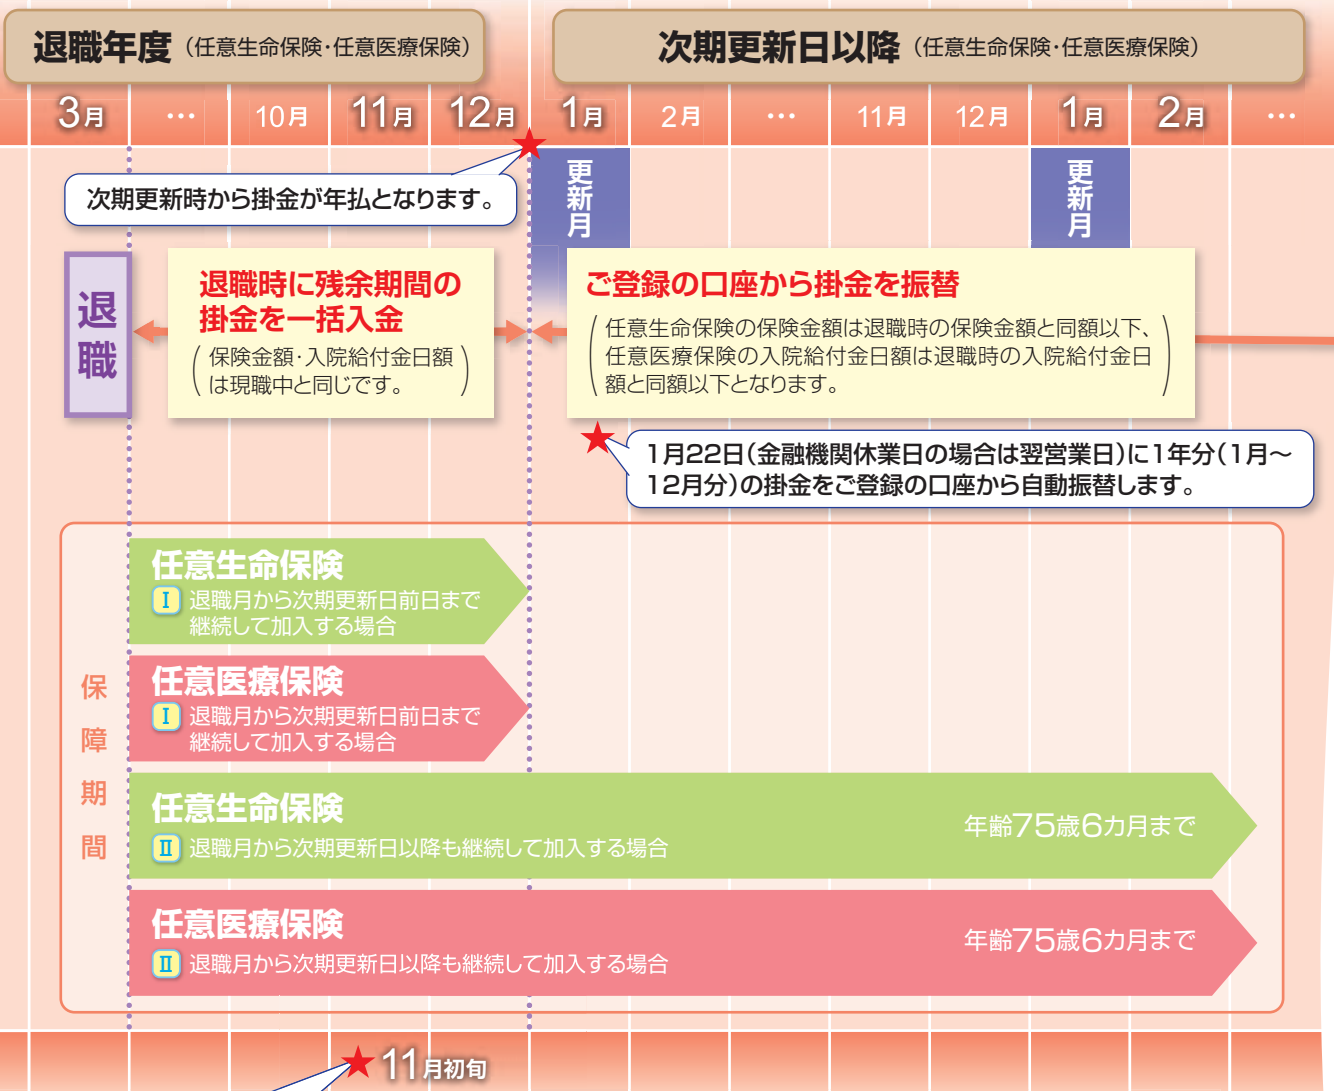 退職年度（任意生命保険・任意医療保険）
次期更新日以降（任意生命保険・任意医療保険）
3月 … 10月 11月 12月 1月 2月 … 11月 12月 1月 2月 …
次期更新時から掛金が年払となります。
更新月
更新月
退職
退職時に残余期間の
掛金を一括入金
（保険金額・入院給付金日額
は現職中と同じです。）
ご登録の口座から掛金を振替
（任意生命保険の保険金額は退職時の保険金額と同額以下、
任意医療保険の入院給付金日額は退職時の入院給付金日
額と同額以下となります。）
1月22日（金融機関休業日の場合は翌営業日）に1年分（1月〜
12月分）の掛金をご登録の口座から自動振替します。
保障期間
任意生命保険
Ⅰ 退職月から次期更新日前日まで
継続して加入する場合
任意医療保険
Ⅰ 退職月から次期更新日前日まで
継続して加入する場合
任意生命保険
Ⅱ 退職月から次期更新日以降も継続して加入する場合
年齢75歳6カ月まで
任意医療保険
Ⅱ 退職月から次期更新日以降も継続して加入する場合
年齢75歳6カ月まで
11月初旬